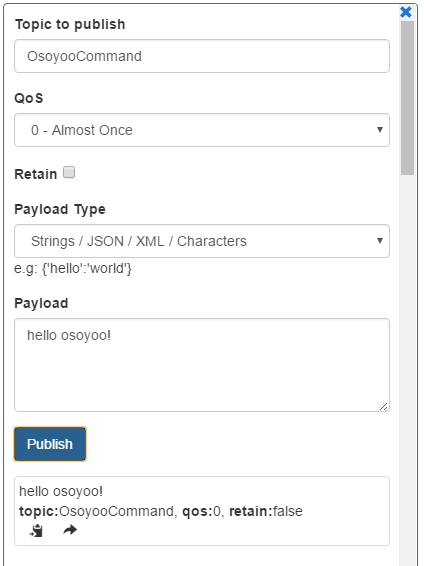 Topic to publish
OsoyooCommand
QoS
0 - Almost Once
Retain
Payload Type
Strings / JSON / XML / Characters
e.g: {'hello':'world'}
Payload
hello osoyoo!
Publish
hello osoyoo!
topic:OsoyooCommand, qos:0, retain:false